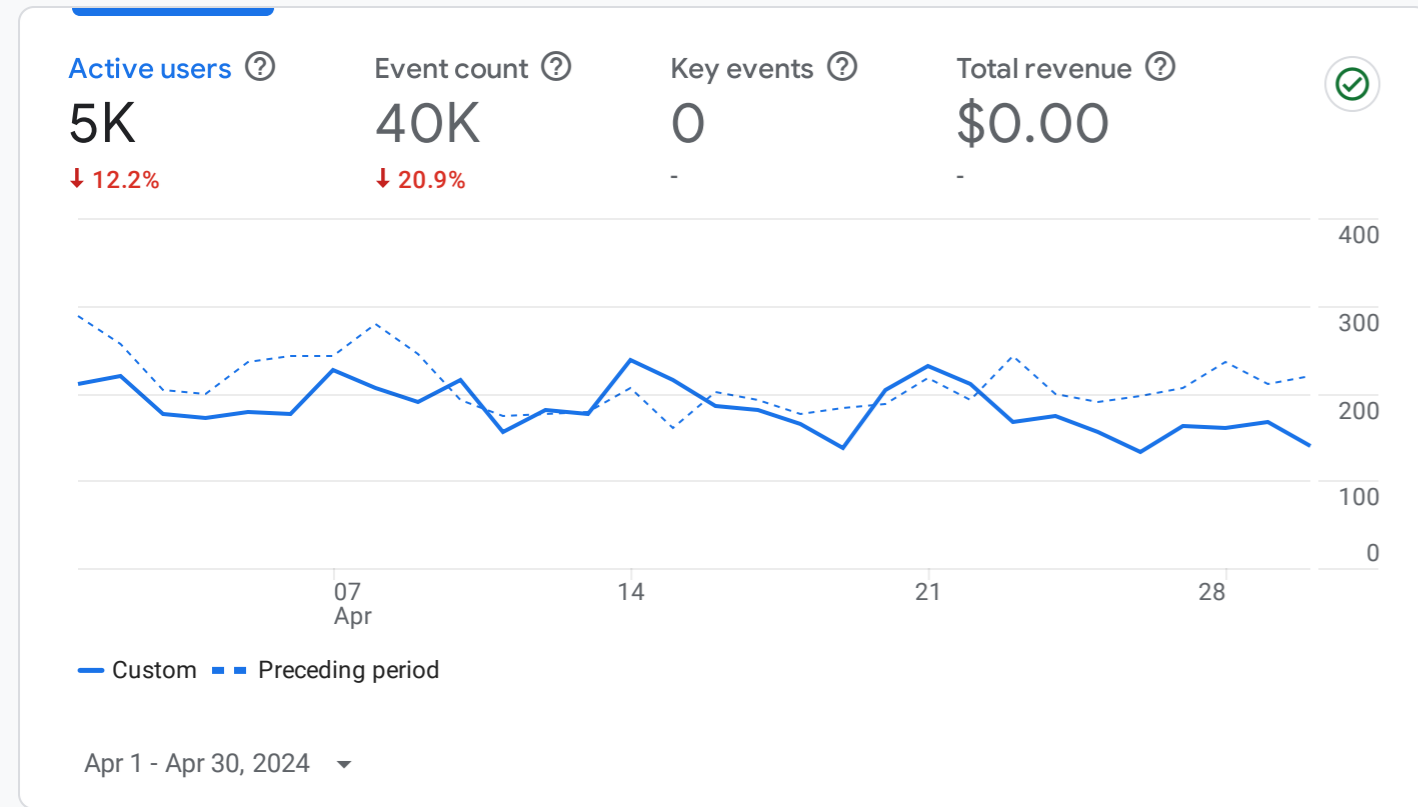 Active users
Event count
Key events
Total revenue
5K
40K
0
$0.00
↓ 12.2%
↓ 20.9%
-
-
400
300
200
100
0
07
Apr
14
21
28
Custom
Preceding period
Apr 1 - Apr 30, 2024